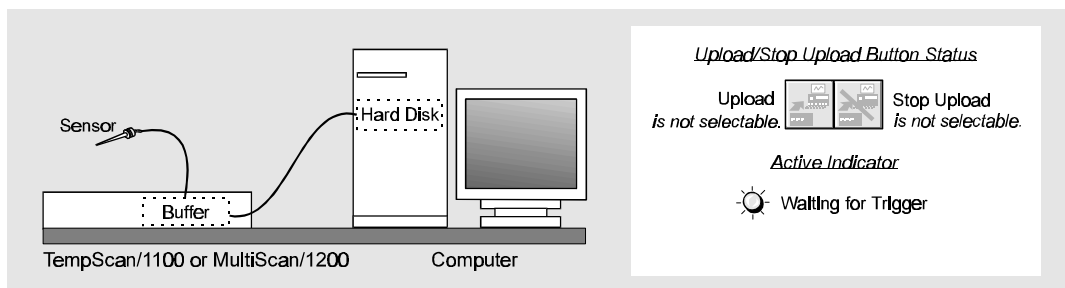 Sensor
Buffer
Hard Disk
TempScan/1100 or MultiScan/1200
Computer
Upload/Stop Upload Button Status
Upload
is not selectable.
Stop Upload
is not selectable.
Active Indicator
Waiting for Trigger